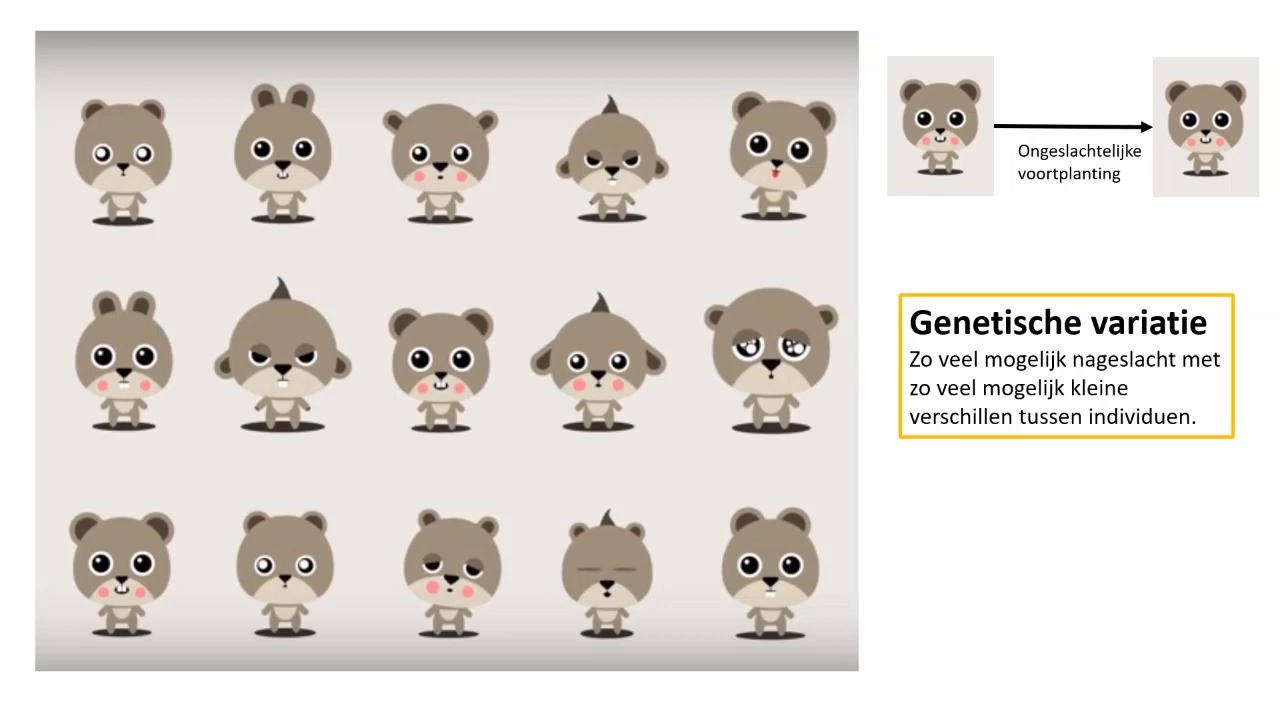 Ongeslachtelijke
voortplanting
Genetische variatie
Zo veel mogelijk nageslacht met
zo veel mogelijk kleine
verschillen tussen individuen.